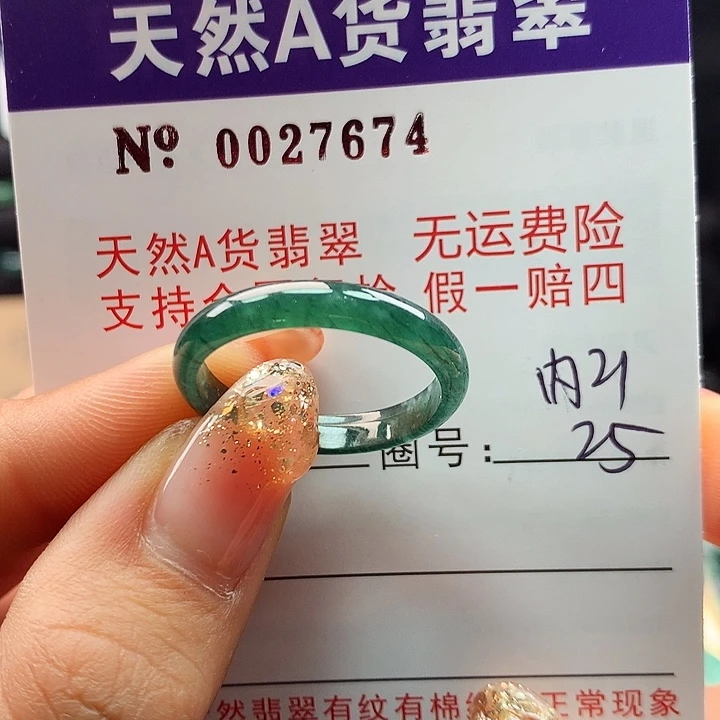 天然A货翡翠
No. 0027674
天然A货翡翠 无运费险
支持 假一赔四
内21
圈号: 25
然翡翠有纹有棉 正常现象